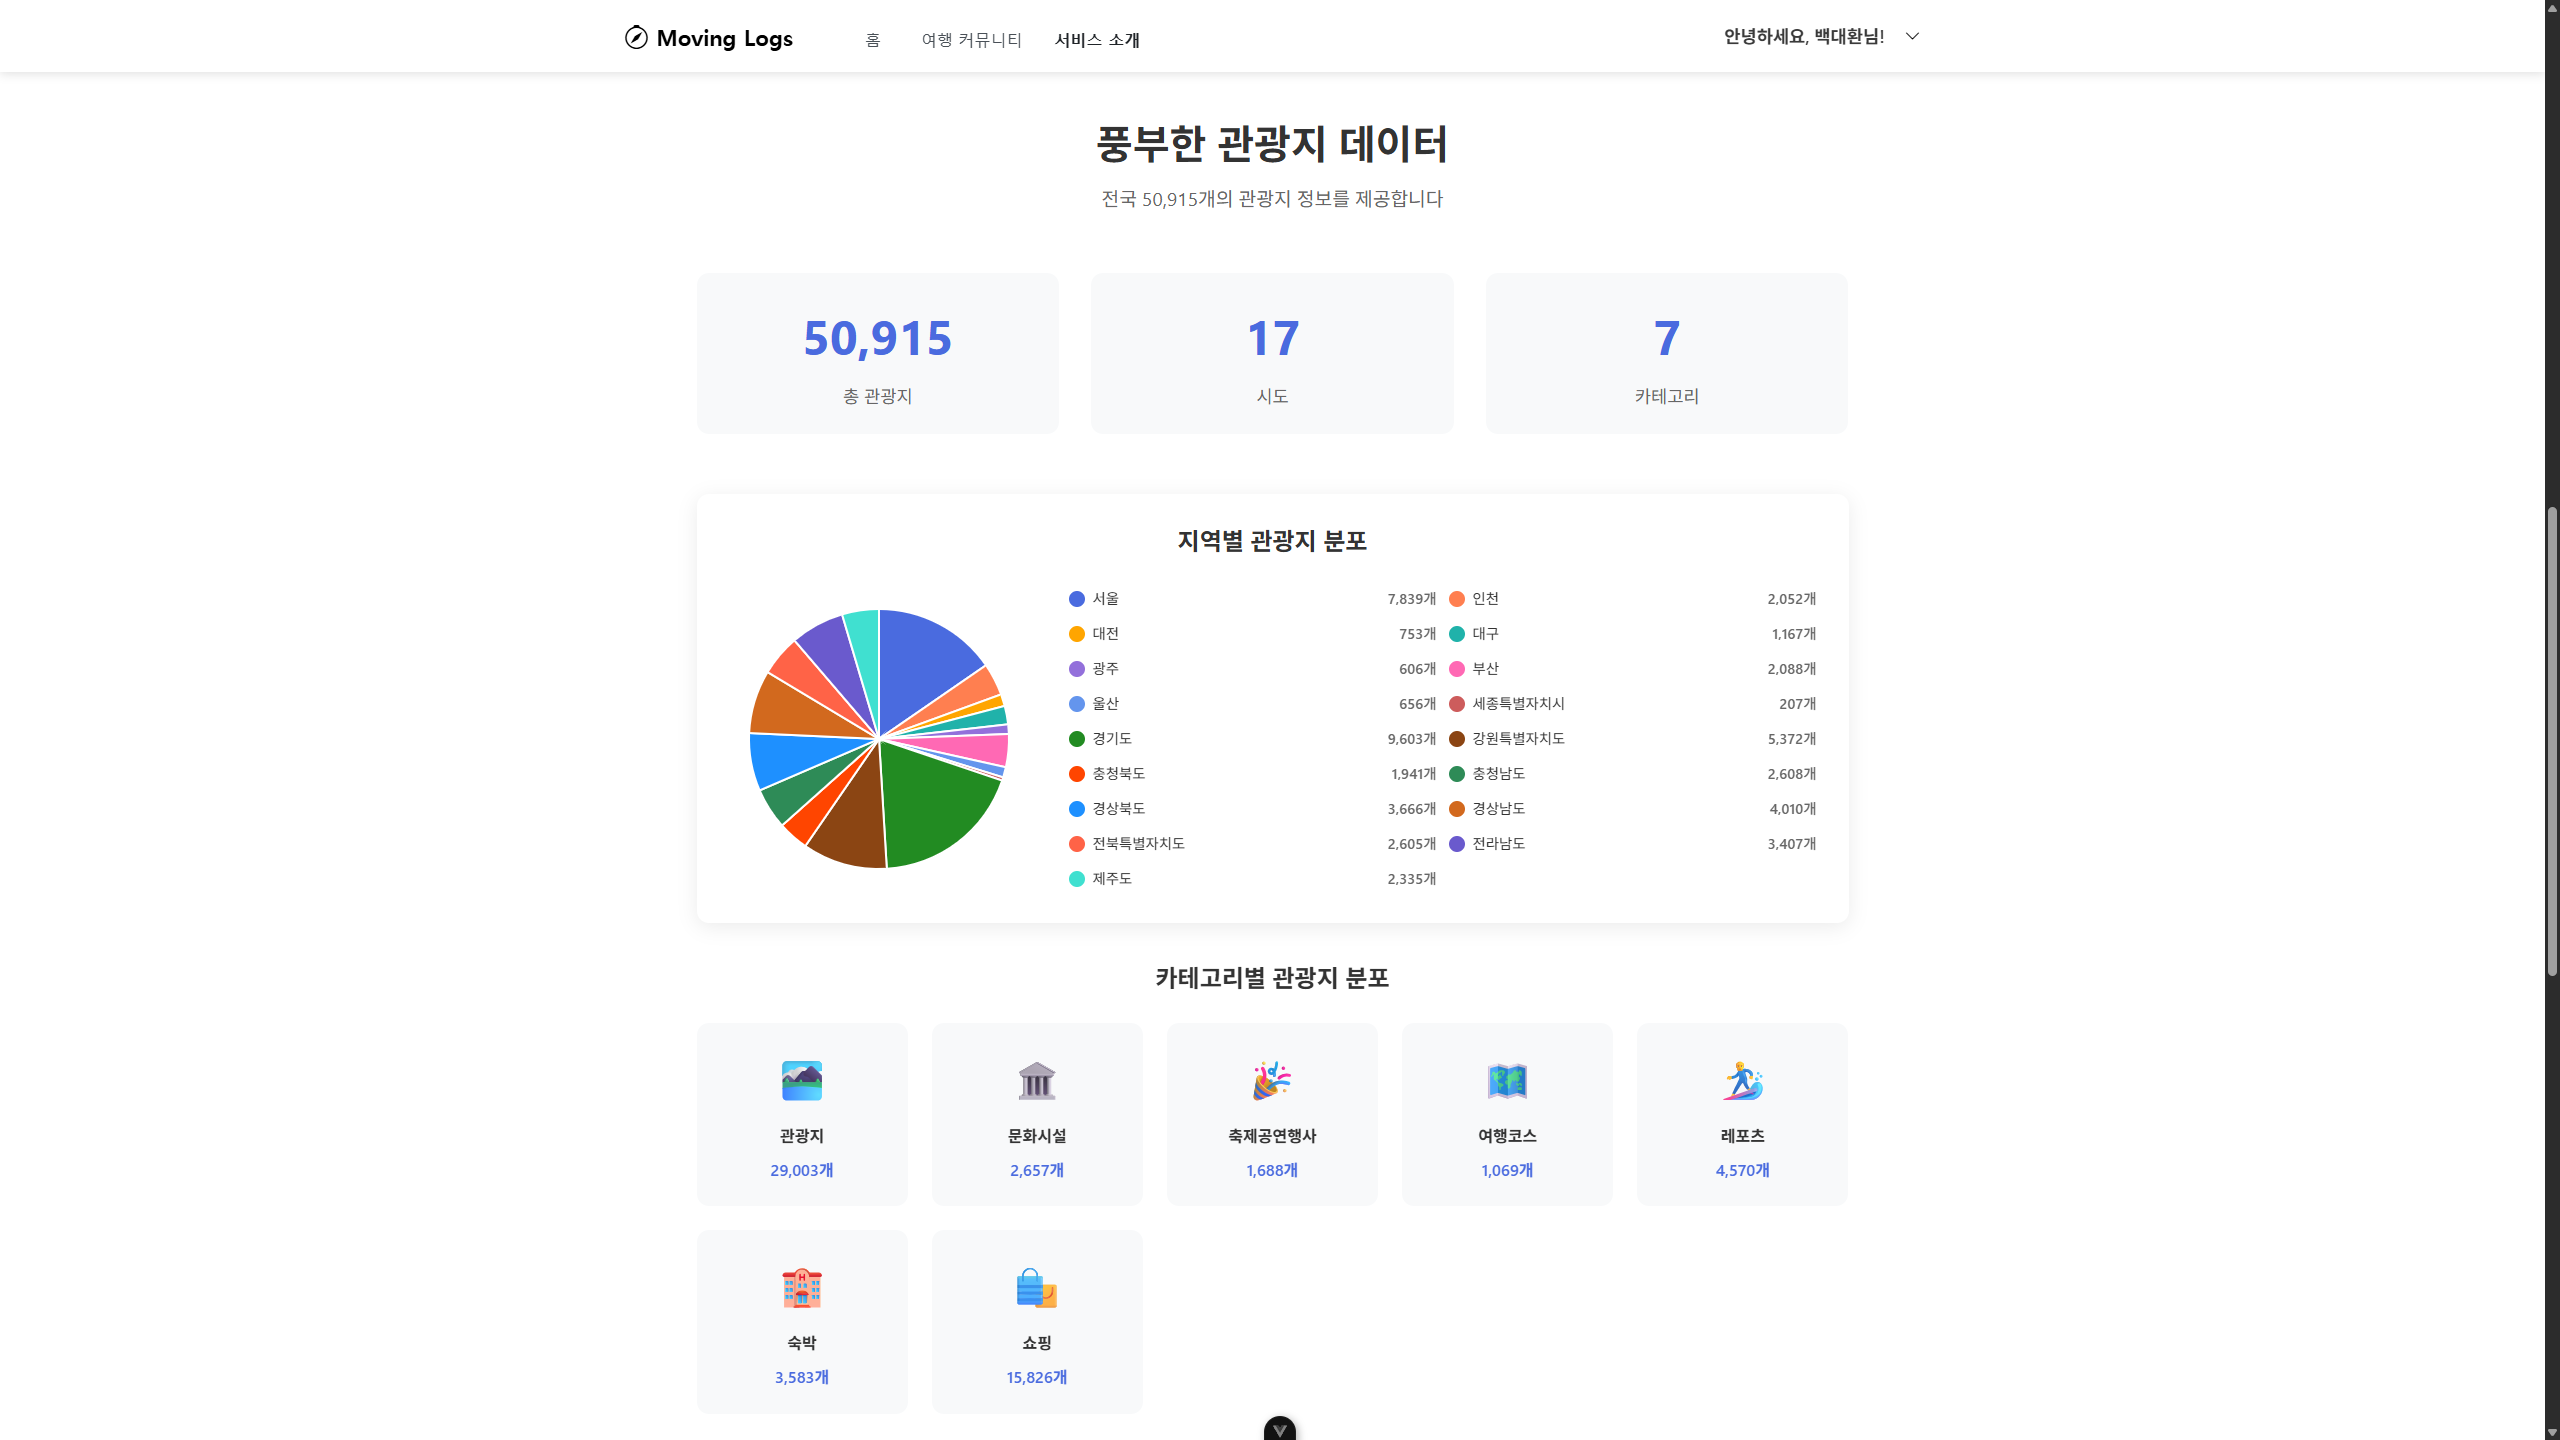 Moving Logs
홈
여행 커뮤니티
서비스 소개
안녕하세요, 백대환님!
풍부한 관광지 데이터
전국 50,915개의 관광지 정보를 제공합니다
50,915
총 관광지
17
시도
7
카테고리
지역별 관광지 분포
서울 7,839개
인천 2,052개
대전 753개
대구 1,167개
광주 606개
부산 2,088개
울산 656개
세종특별자치시 207개
경기도 9,603개
강원특별자치도 5,372개
충청북도 1,941개
충청남도 2,608개
경상북도 3,666개
경상남도 4,010개
전북특별자치도 2,605개
전라남도 3,407개
제주도 2,335개
카테고리별 관광지 분포
관광지
29,003개
문화시설
2,657개
축제공연행사
1,688개
여행코스
1,069개
레포츠
4,570개
숙박
3,583개
쇼핑
15,826개